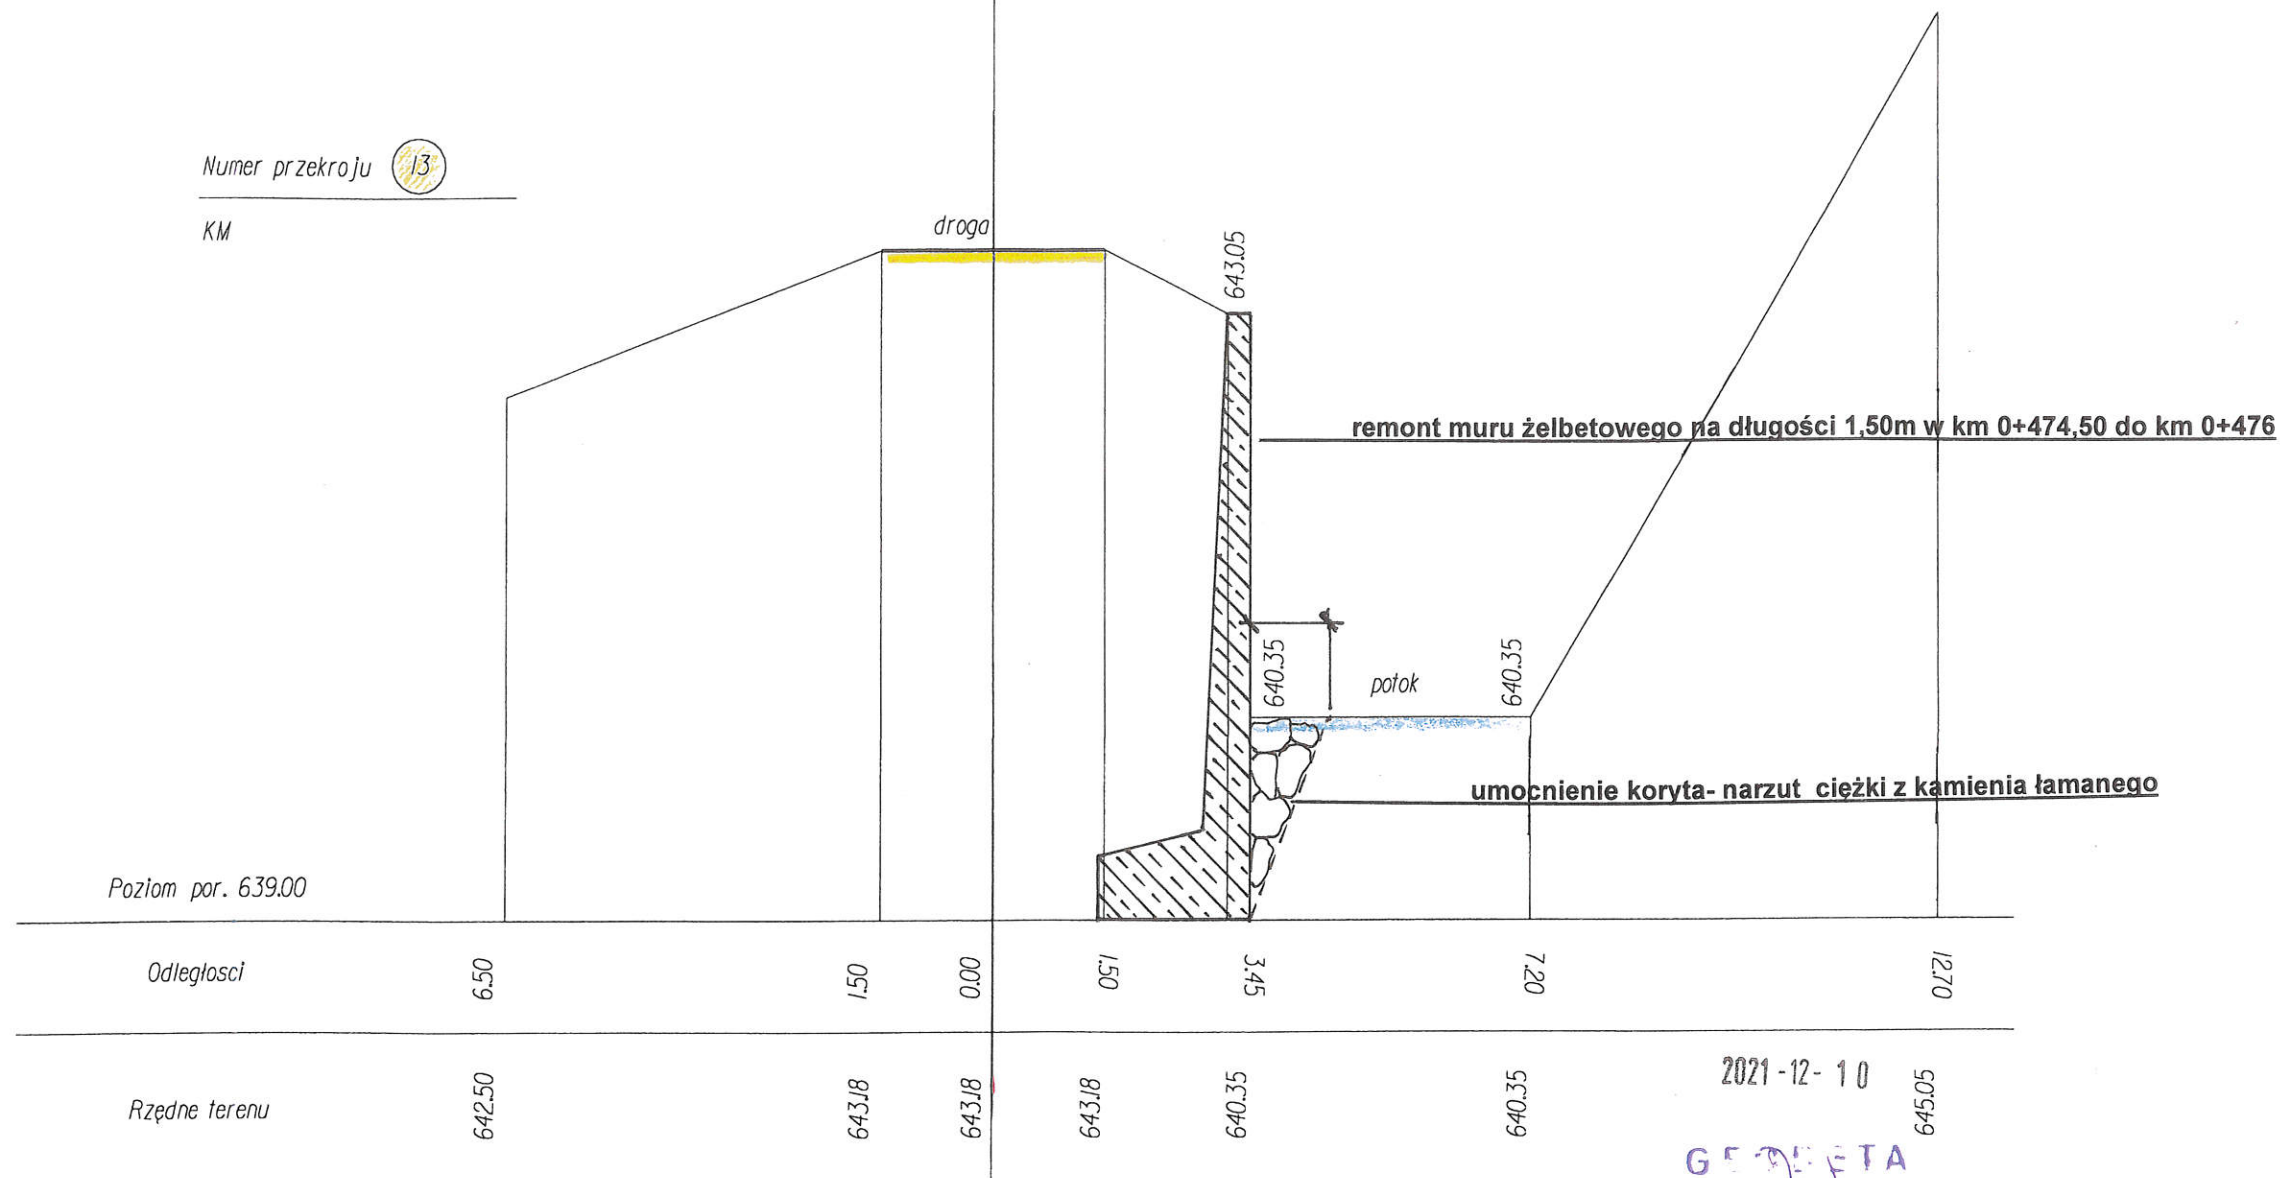 Numer przekroju 13
KM
droga
643.05
remont muru żelbetowego na długości 1,50m w km 0+474,50 do km 0+476
640.35
potok
640.35
umocnienie koryta- narzut ciężki z kamienia łamanego
Poziom por. 639.00
Odległosci 6.50 1.50 0.00 1.50 3.45 7.20 12.70
2021-12-10
Rzędne terenu 642.50 643.18 643.18 643.18 640.35 640.35 645.05